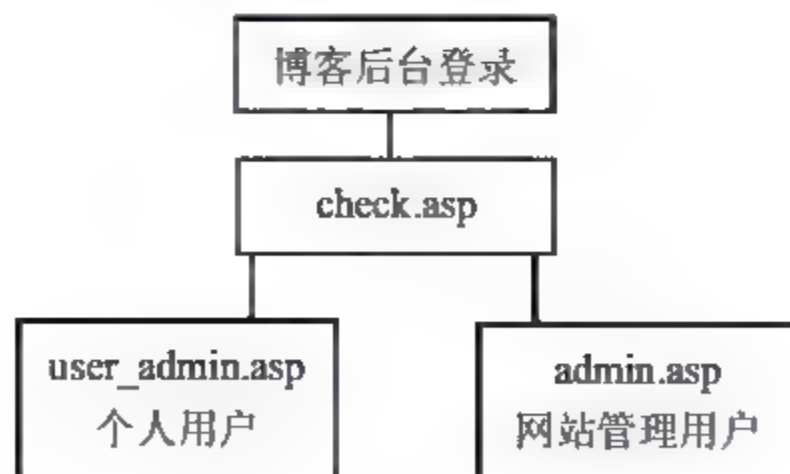 博客后台登录
check.asp
user_admin.asp
个人用户
admin.asp
网站管理用户